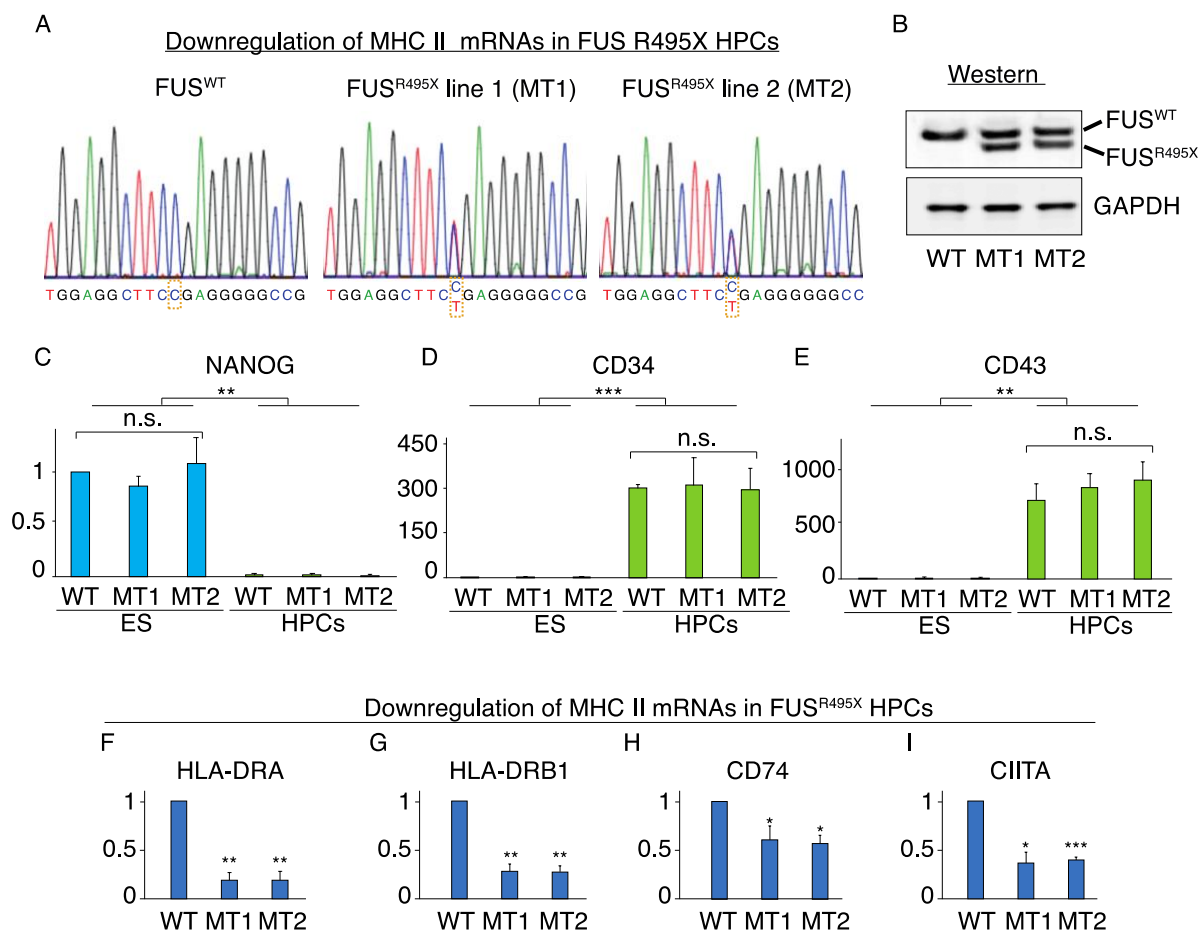 A
Downregulation of MHC II mRNAs in FUS R495X HPCs
FUSWT
FUSR495X line 1 (MT1)
FUSR495X line 2 (MT2)
TGGAGGCTTCCGAGGGGGCCG
TGGAGGCTTCCGAGGGGGCCG
T
TGGAGGCTTCCGAGGGGGGCC
T
B
Western
FUSWT
FUSR495X
GAPDH
WT MT1 MT2
C
NANOG
**
n.s.
1
0.5
0
WT MT1 MT2 WT MT1 MT2
ES HPCs
D
CD34
***
n.s.
450
300
150
0
WT MT1 MT2 WT MT1 MT2
ES HPCs
E
CD43
**
n.s.
1000
500
0
WT MT1 MT2 WT MT1 MT2
ES HPCs
Downregulation of MHC II mRNAs in FUSR495X HPCs
F
HLA-DRA
1
0.5
0
** **
WT MT1 MT2
G
HLA-DRB1
1
0.5
0
** **
WT MT1 MT2
H
CD74
1
0.5
0
* *
WT MT1 MT2
I
CIITA
1
0.5
0
* ***
WT MT1 MT2